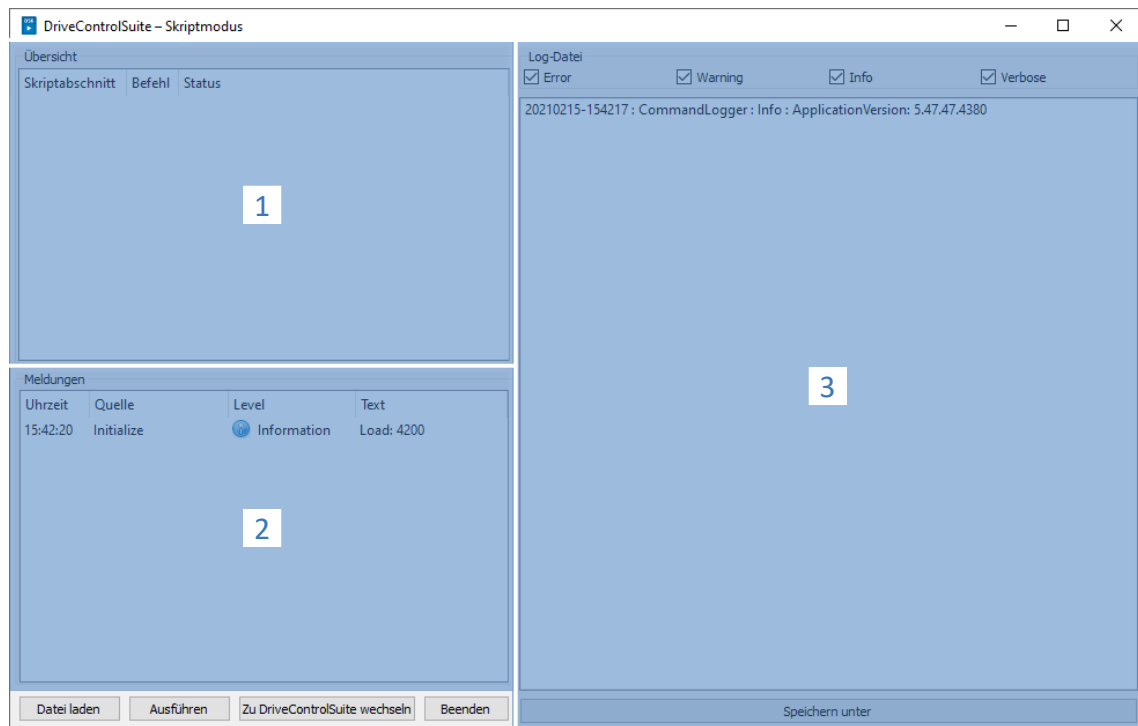 DriveControlSuite – Skriptmodus
Übersicht
Skriptabschnitt Befehl Status
1
Meldungen
Uhrzeit Quelle Level Text
15:42:20 Initialize Information Load: 4200
2
Datei laden Ausführen Zu DriveControlSuite wechseln Beenden
Log-Datei
Error Warning Info Verbose
20210215-154217 : CommandLogger : Info : ApplicationVersion: 5.47.47.4380
3
Speichern unter